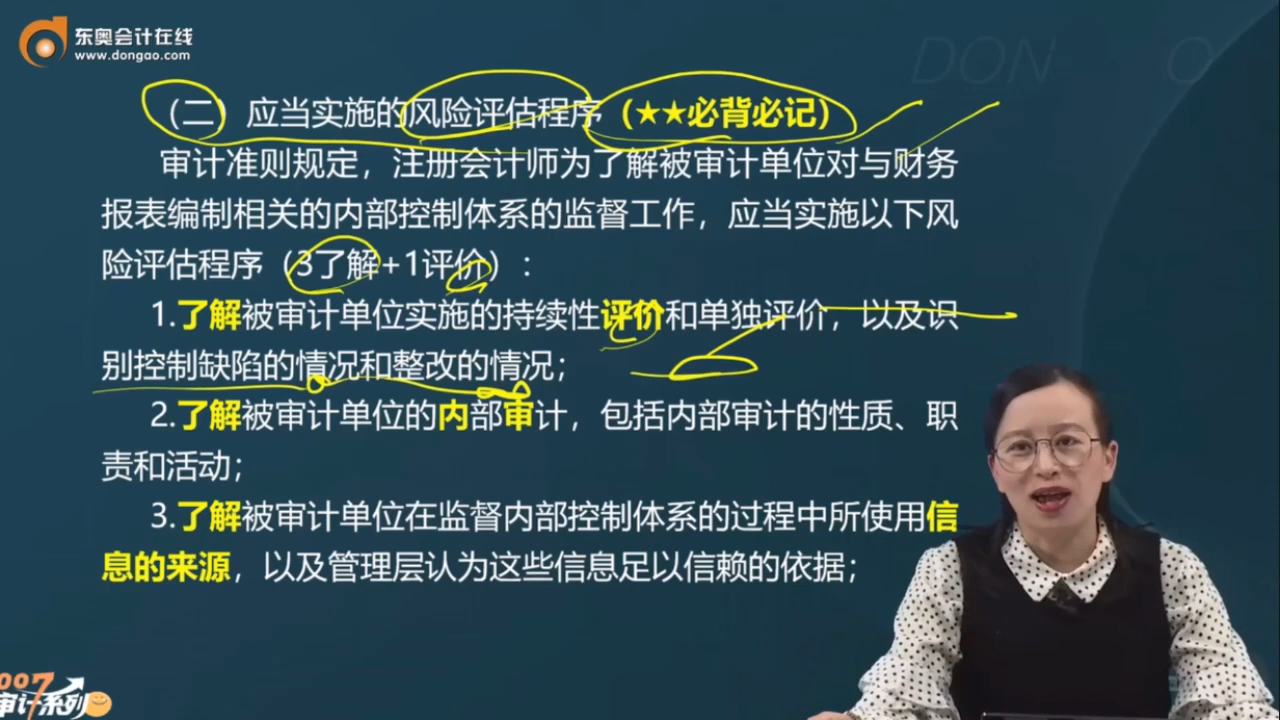 东奥会计在线
www.dongao.com
DON O
（二）应当实施的风险评估程序（★★必背必记）
审计准则规定，注册会计师为了解被审计单位对与财务
报表编制相关的内部控制体系的监督工作，应当实施以下风
险评估程序（3了解+1评价）：
1.了解被审计单位实施的持续性评价和单独评价，以及识
别控制缺陷的情况和整改的情况；
2.了解被审计单位的内部审计，包括内部审计的性质、职
责和活动；
3.了解被审计单位在监督内部控制体系的过程中所使用信
息的来源，以及管理层认为这些信息足以信赖的依据；
007
审计系列